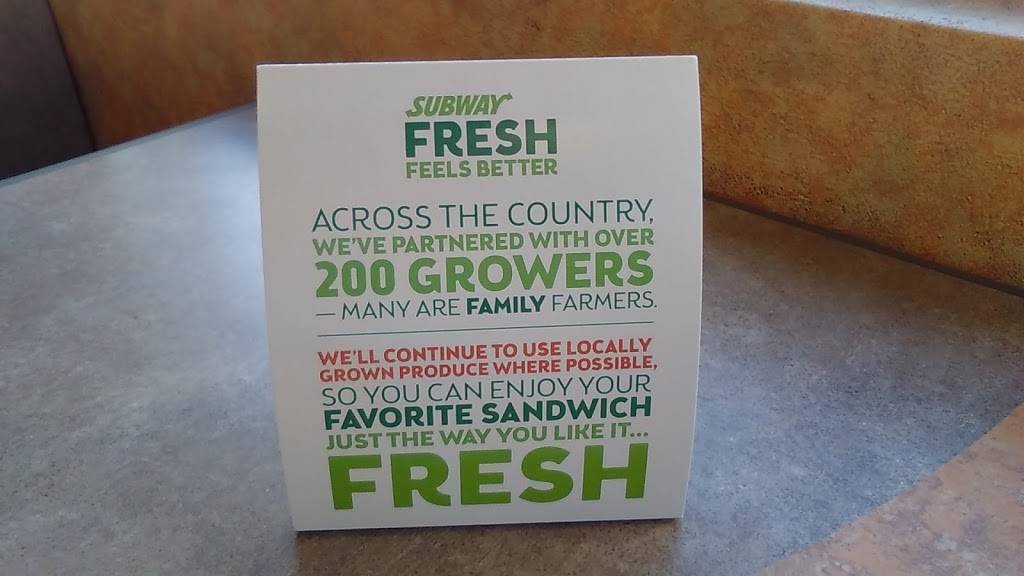 SUBWAY
FRESH
FEELS BETTER
ACROSS THE COUNTRY,
WE'VE PARTNERED WITH OVER
200 GROWERS
— MANY ARE FAMILY FARMERS.
WE'LL CONTINUE TO USE LOCALLY
GROWN PRODUCE WHERE POSSIBLE,
SO YOU CAN ENJOY YOUR
FAVORITE SANDWICH
JUST THE WAY YOU LIKE IT...
FRESH